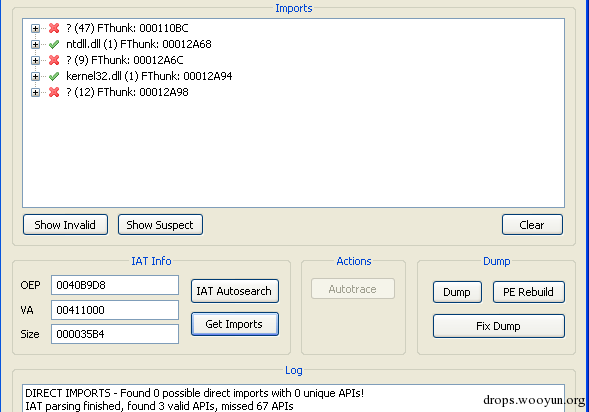 Imports
? (47) FThunk: 000110BC
ntdll.dll (1) FThunk: 00012A68
? (9) FThunk: 00012A6C
kernel32.dll (1) FThunk: 00012A94
? (12) FThunk: 00012A98
Show Invalid
Show Suspect
Clear
IAT Info
Actions
Dump
OEP 0040B9D8
IAT Autosearch
Autotrace
Dump
PE Rebuild
VA 00411000
Get Imports
Fix Dump
Size 000035B4
Log
DIRECT IMPORTS - Found 0 possible direct imports with 0 unique APIs!
IAT parsing finished, found 3 valid APIs, missed 67 APIs
drops.wooyun.org